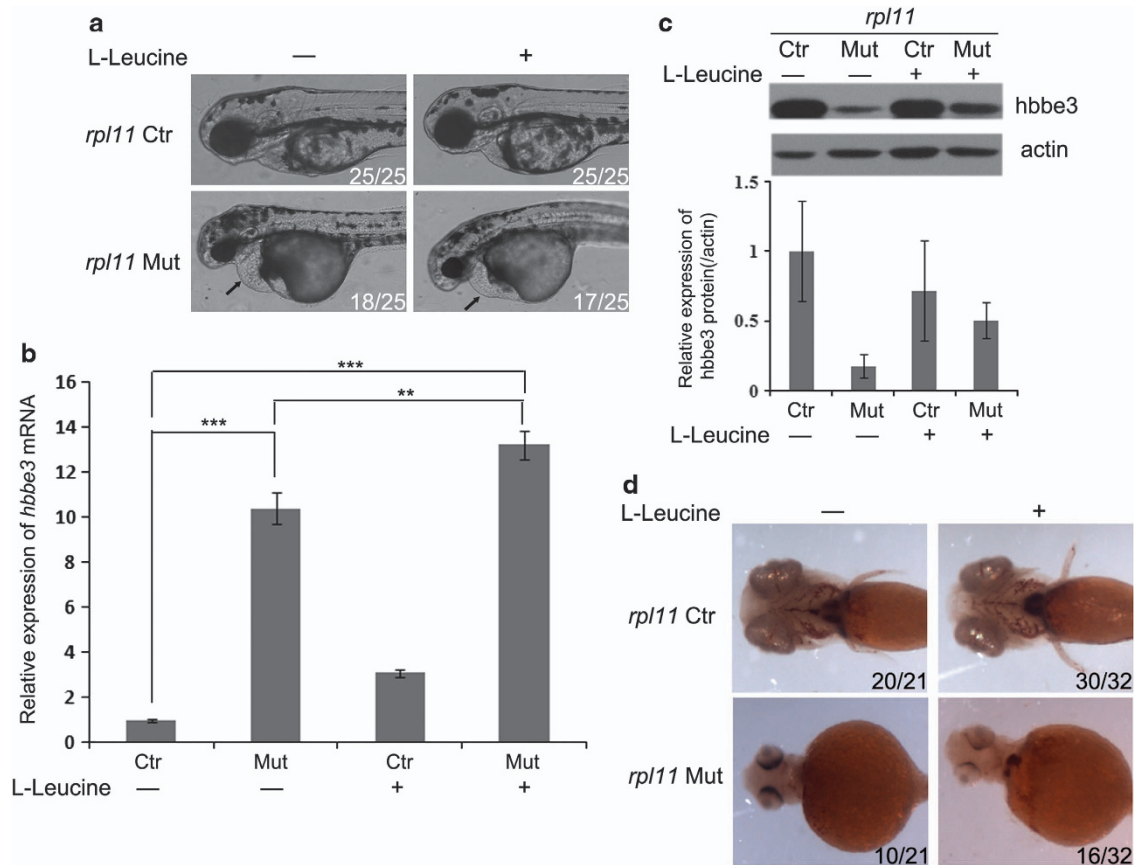 a
L-Leucine — +
rpl11 Ctr
25/25 25/25
rpl11 Mut
18/25 17/25
b
Relative expression of hbbe3 mRNA
16
14
12
10
8
6
4
2
0
***
***
**
Ctr Mut Ctr Mut
L-Leucine — — + +
c
rpl11
Ctr Mut Ctr Mut
L-Leucine — — + +
hbbe3
actin
Relative expression of
hbbe3 protein(/actin)
1.5
1
0.5
0
Ctr Mut Ctr Mut
L-Leucine — — + +
d
L-Leucine — +
rpl11 Ctr
20/21 30/32
rpl11 Mut
10/21 16/32